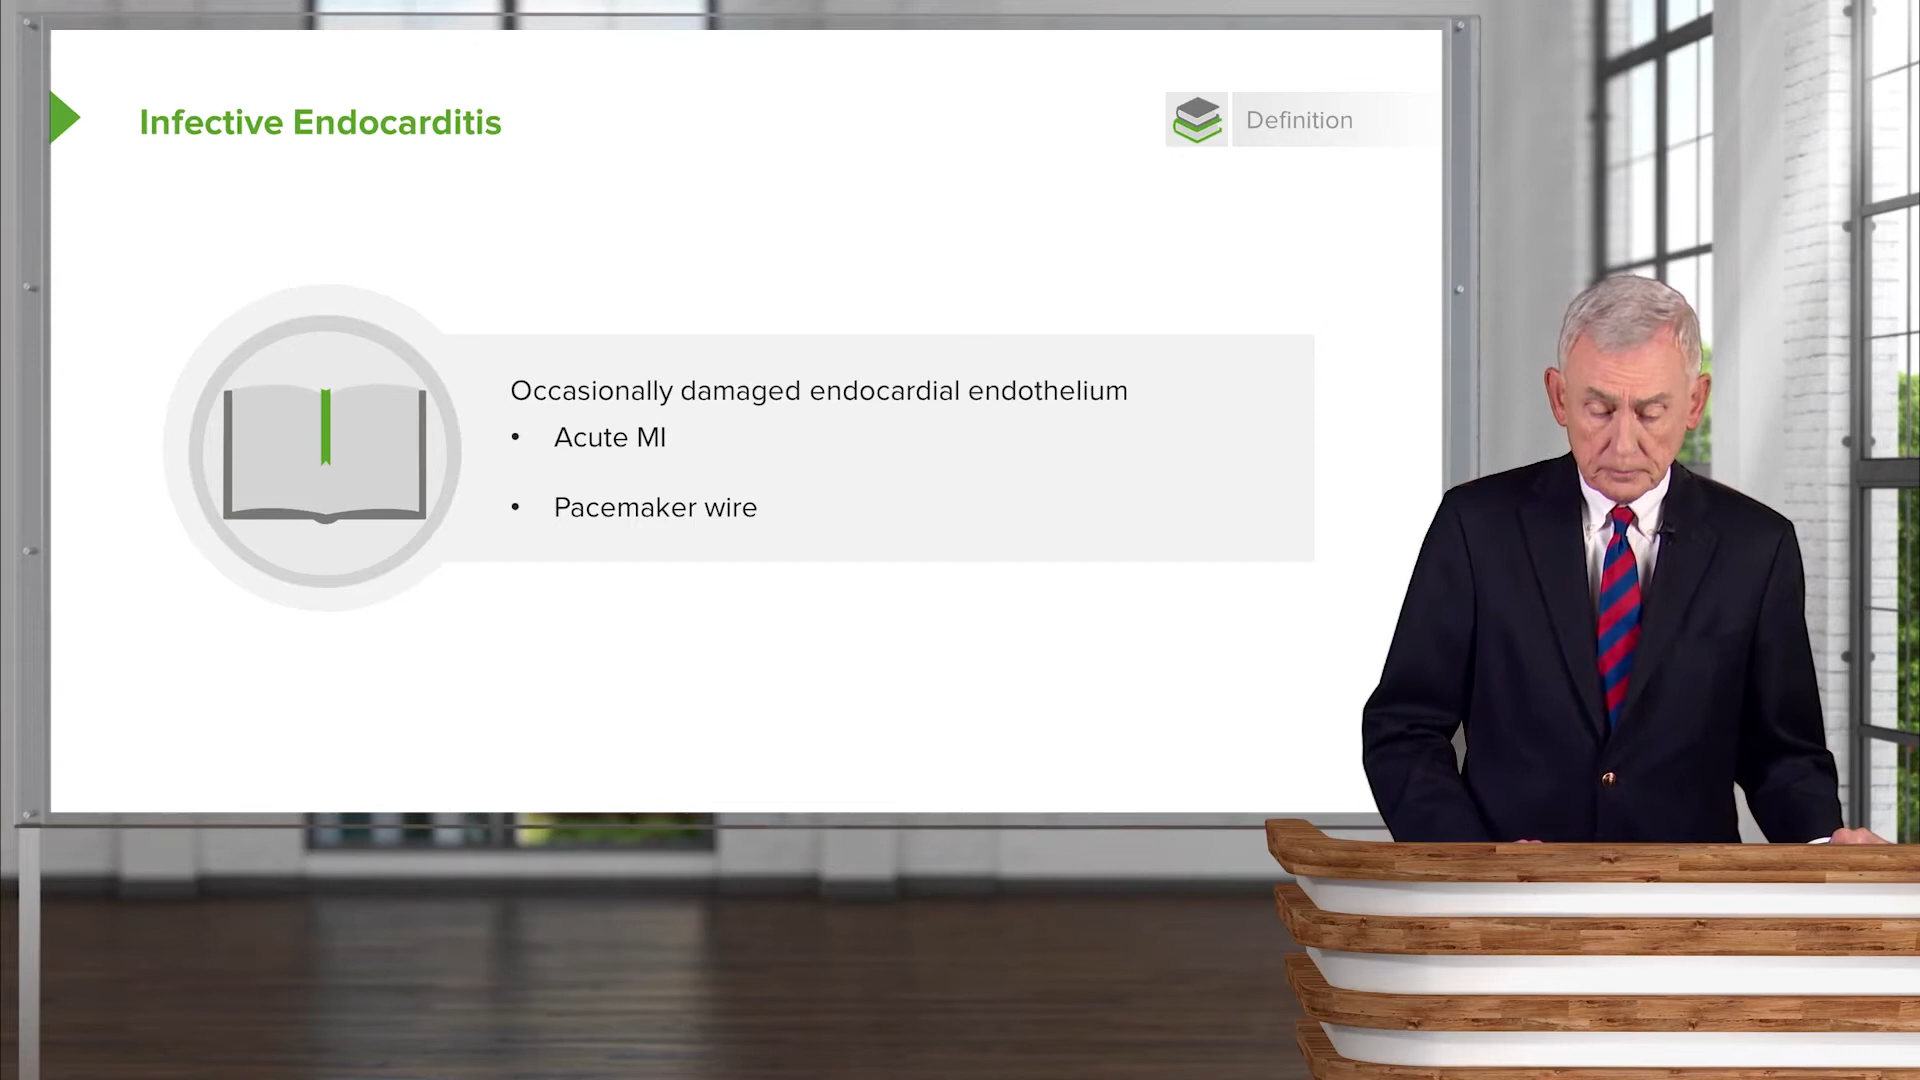 Infective Endocarditis
Definition
Occasionally damaged endocardial endothelium
• Acute MI
• Pacemaker wire